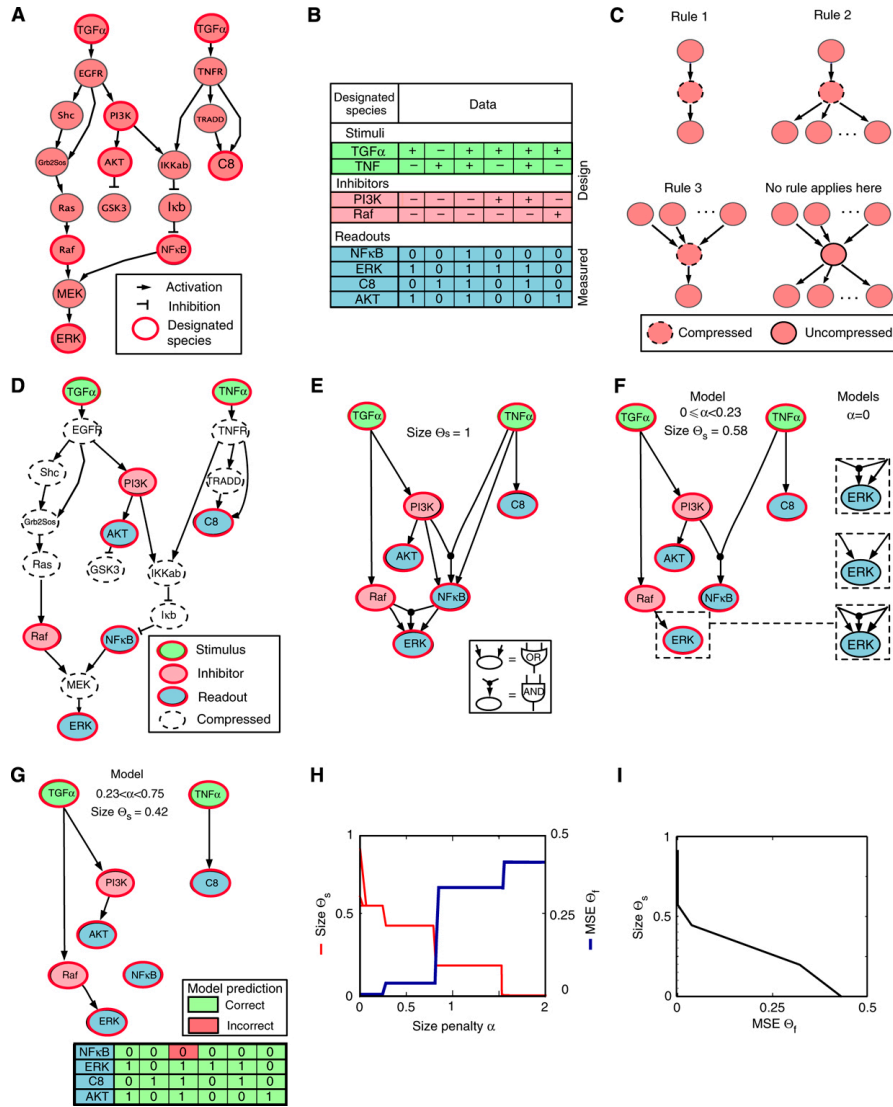 A
TGFα
TGFα
EGFR
TNFR
Shc
PI3K
TRADD
Grb2Sos
AKT
IKKab
C8
Ras
GSK3
Iκb
Raf
NFκB
MEK
ERK
Activation
Inhibition
Designated
species
B
Designated
species
Data
Stimuli
TGFα + − + + + +
TNF − + + − + −
Inhibitors
PI3K − − − + + −
Raf − − − − − +
Readouts
NFκB 0 0 1 0 0 0
ERK 1 0 1 1 1 0
C8 0 1 1 0 1 0
AKT 1 0 1 0 0 1
Design
Measured
C
Rule 1
Rule 2
Rule 3
No rule applies here
Compressed
Uncompressed
D
TGFα
TNFα
EGFR
TNFR
Shc
PI3K
TRADD
Grb2Sos
AKT
C8
Ras
GSK3
IKKab
Iκb
Raf
NFκB
MEK
ERK
Stimulus
Inhibitor
Readout
Compressed
E
TGFα
TNFα
Size Θs = 1
PI3K
C8
AKT
Raf
NFκB
ERK
= OR
= AND
F
Model
0 ⩽ α<0.23
Size Θs = 0.58
Models
α=0
TGFα
TNFα
PI3K
C8
AKT
Raf
NFκB
ERK
ERK
ERK
ERK
G
Model
0.23<α<0.75
Size Θs = 0.42
TGFα
TNFα
PI3K
C8
AKT
Raf
NFκB
ERK
Model prediction
Correct
Incorrect
NFκB 0 0 0 0 0 0
ERK 1 0 1 1 1 0
C8 0 1 1 0 1 0
AKT 1 0 1 0 0 1
H
1
0.5
0
Size Θs
0.5
0.25
0
MSE Θf
0 0.5 1 1.5 2
Size penalty α
I
1
0.5
0
Size Θs
0 0.25 0.5
MSE Θf